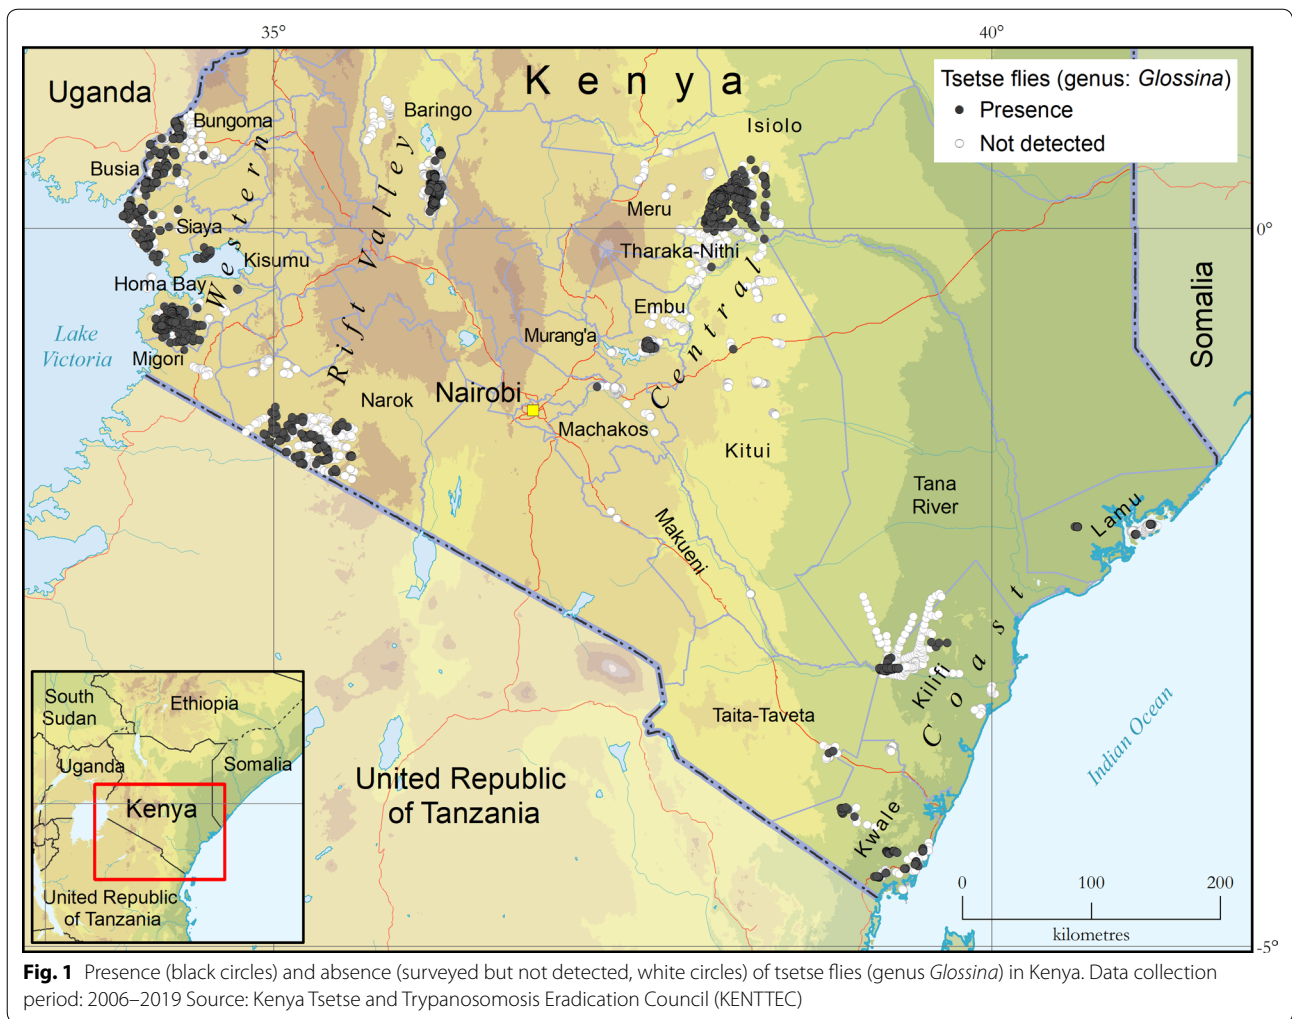 35°
40°
Uganda
Kenya
Tsetse flies (genus: Glossina)
Presence
Not detected
Baringo
Bungoma
Isiolo
Busia
Western
Rift Valley
Meru
Siaya
0°
Tharaka-Nithi
Kisumu
Homa Bay
Central
Embu
Somalia
Lake
Victoria
Murang'a
Migori
Narok
Nairobi
Machakos
Kitui
Tana
River
Lamu
Makueni
Coast
Kilifi
Taita-Taveta
Indian Ocean
United Republic
of Tanzania
Kwale
0 100 200
kilometres
-5°
South
Sudan
Ethiopia
Uganda
Somalia
Kenya
United Republic
of Tanzania
Fig. 1 Presence (black circles) and absence (surveyed but not detected, white circles) of tsetse flies (genus Glossina) in Kenya. Data collection
period: 2006–2019 Source: Kenya Tsetse and Trypanosomosis Eradication Council (KENTTEC)